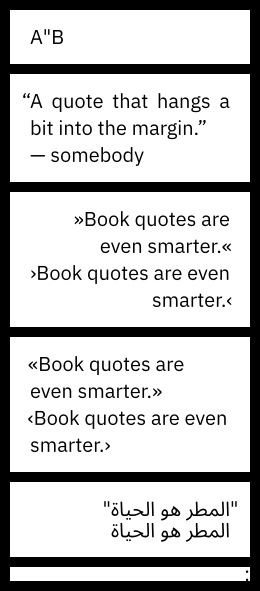 A"B
“A quote that hangs a
bit into the margin.”
— somebody
»Book quotes are
even smarter.«
›Book quotes are even
smarter.‹
«Book quotes are
even smarter.»
‹Book quotes are even
smarter.›
"المطر هو الحياة"
المطر هو الحياة
: